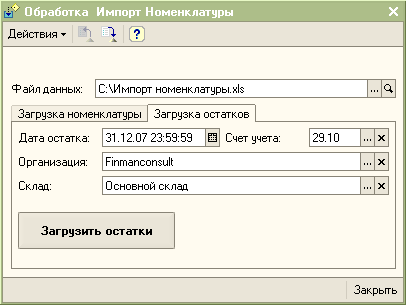 Обработка Импорт Номенклатуры
Действия
Файл данных: C:\Импорт номенклатуры.xls
Загрузка номенклатуры Загрузка остатков
Дата остатка: 31.12.07 23:59:59 Счет учета: 29.10
Организация: Finmanconsult
Склад: Основной склад
Загрузить остатки
Закрыть